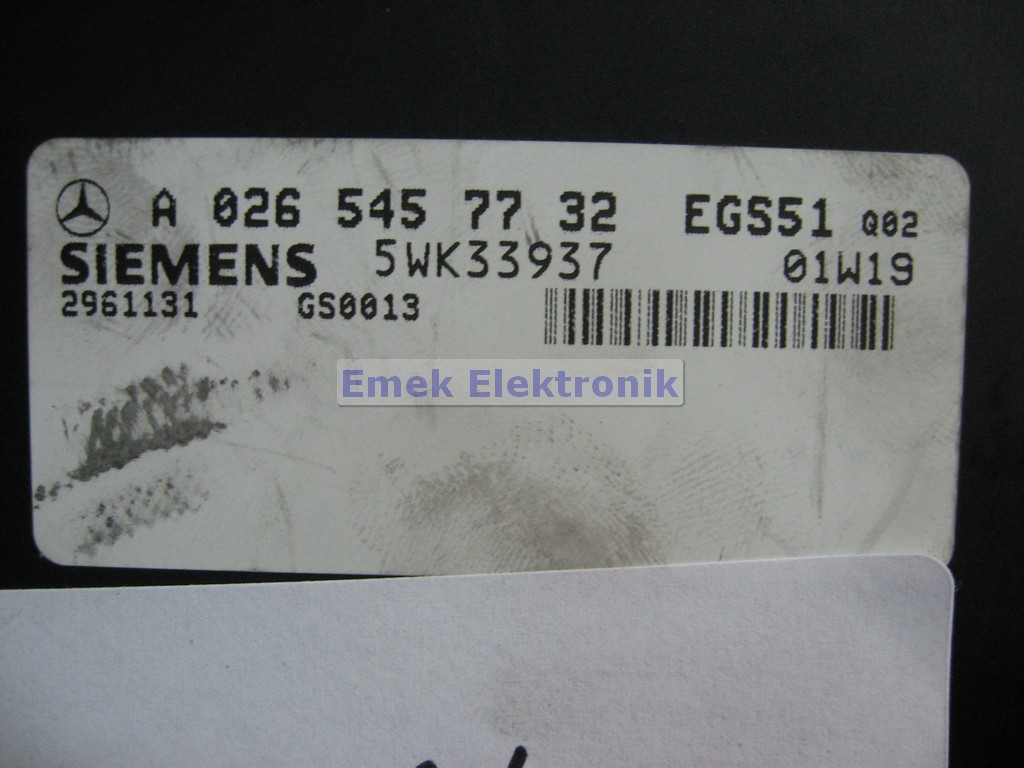 A 026 545 77 32 EGS51 Q02
SIEMENS 5WK33937 01W19
2961131 GS0013
Emek Elektronik